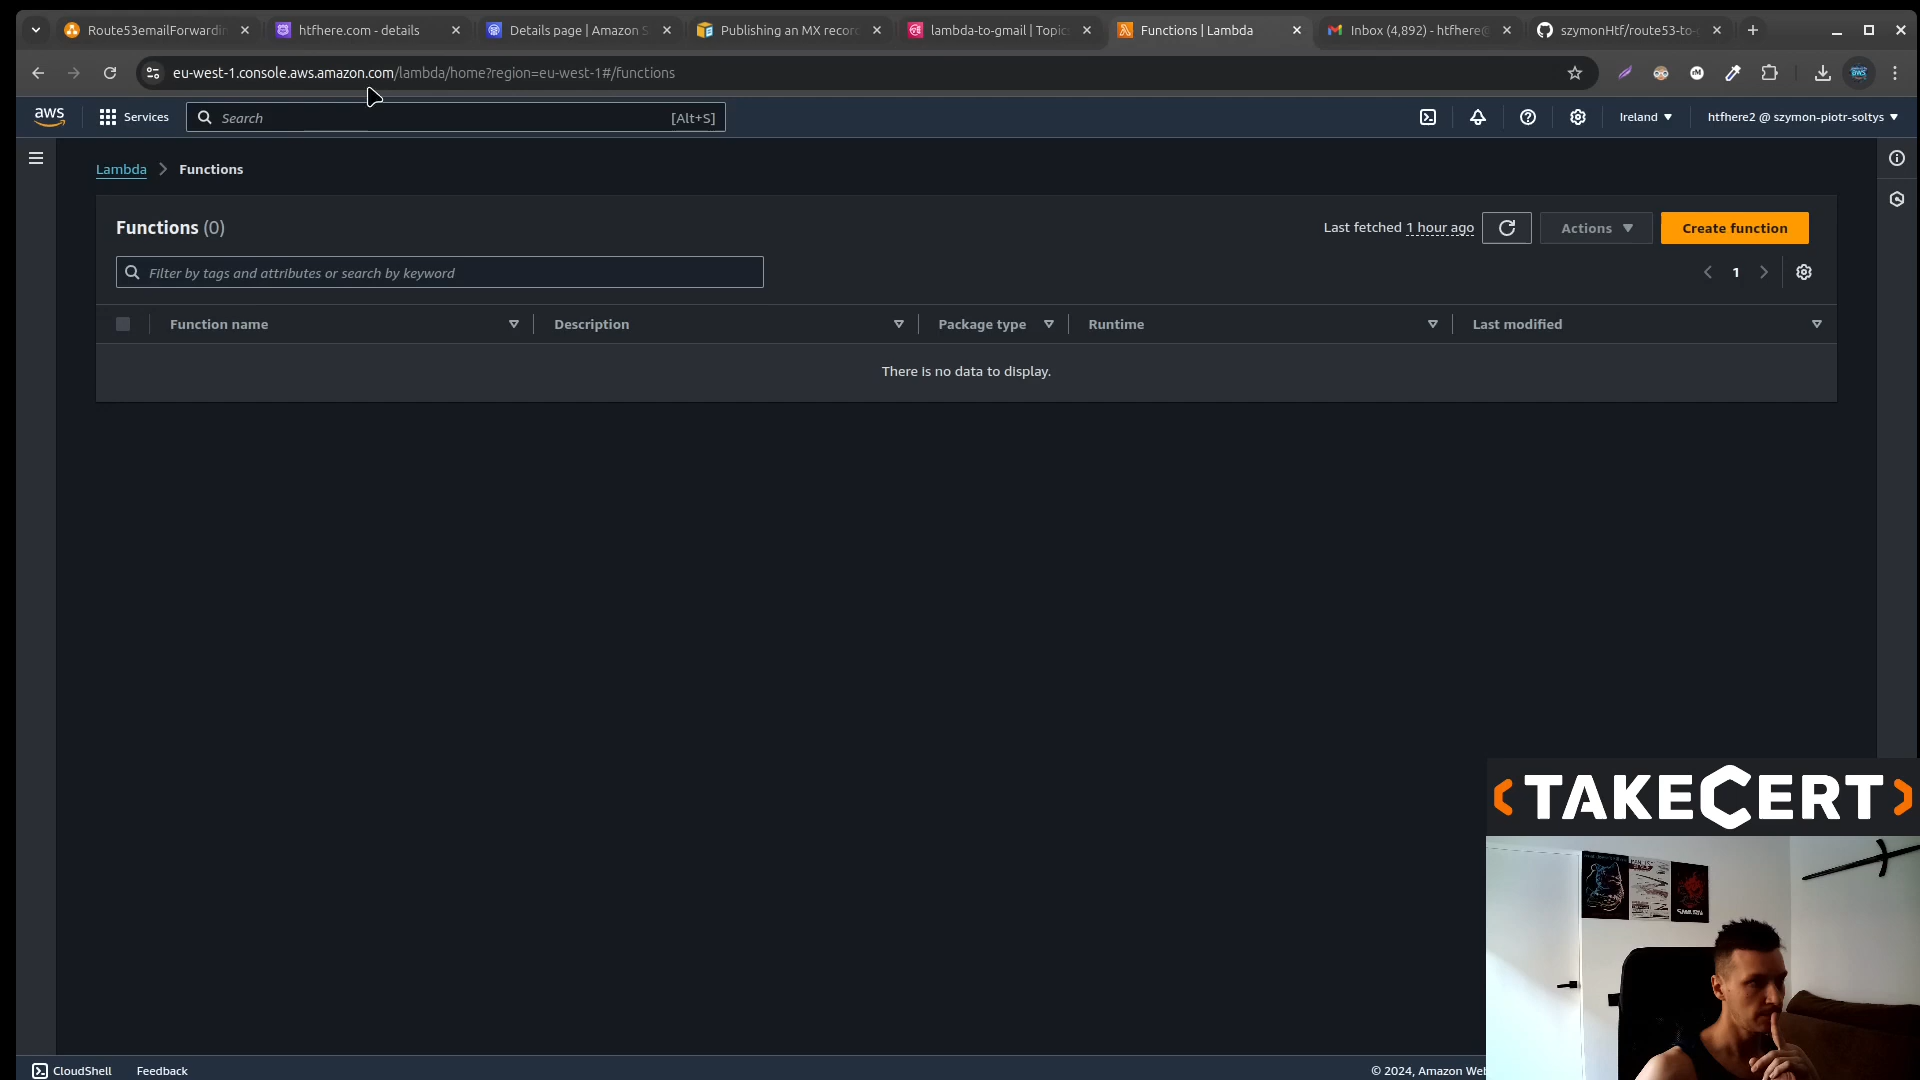 Route53emailForwardin
htfhere.com - details
Details page | Amazon S
Publishing an MX recor
lambda-to-gmail | Topic
Functions | Lambda
Inbox (4,892) - htfhere@
szymonHtf/route53-to-
eu-west-1.console.aws.amazon.com/lambda/home?region=eu-west-1#/functions
aws
Services
Search
[Alt+S]
Ireland
htfhere2 @ szymon-piotr-soltys
Lambda
Functions
Functions (0)
Last fetched 1 hour ago
Actions
Create function
Filter by tags and attributes or search by keyword
1
Function name
Description
Package type
Runtime
Last modified
There is no data to display.
TAKECERT
SAMURAI
CloudShell
Feedback
© 2024, Amazon Web